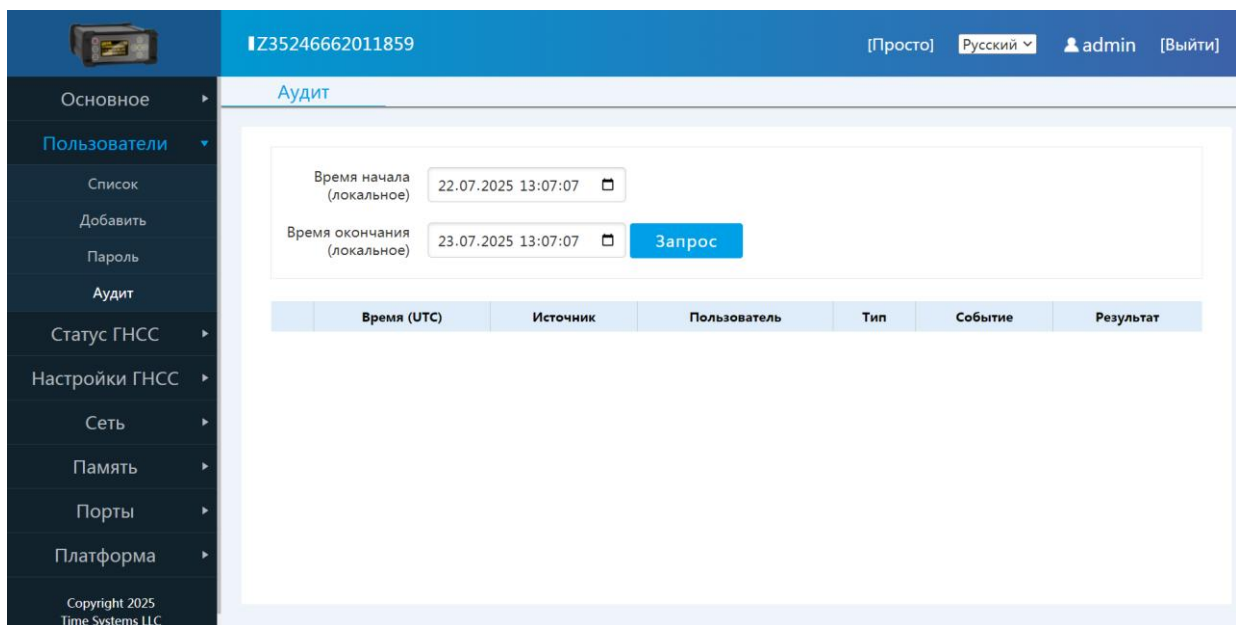 Z35246662011859
[Просто] Русский admin [Выйти]
Основное
Пользователи
Список
Добавить
Пароль
Аудит
Статус ГНСС
Настройки ГНСС
Сеть
Память
Порты
Платформа
Copyright 2025
Time Systems LLC
Аудит
Время начала
(локальное)
22.07.2025 13:07:07
Время окончания
(локальное)
23.07.2025 13:07:07
Запрос
Время (UTC) Источник Пользователь Тип Событие Результат